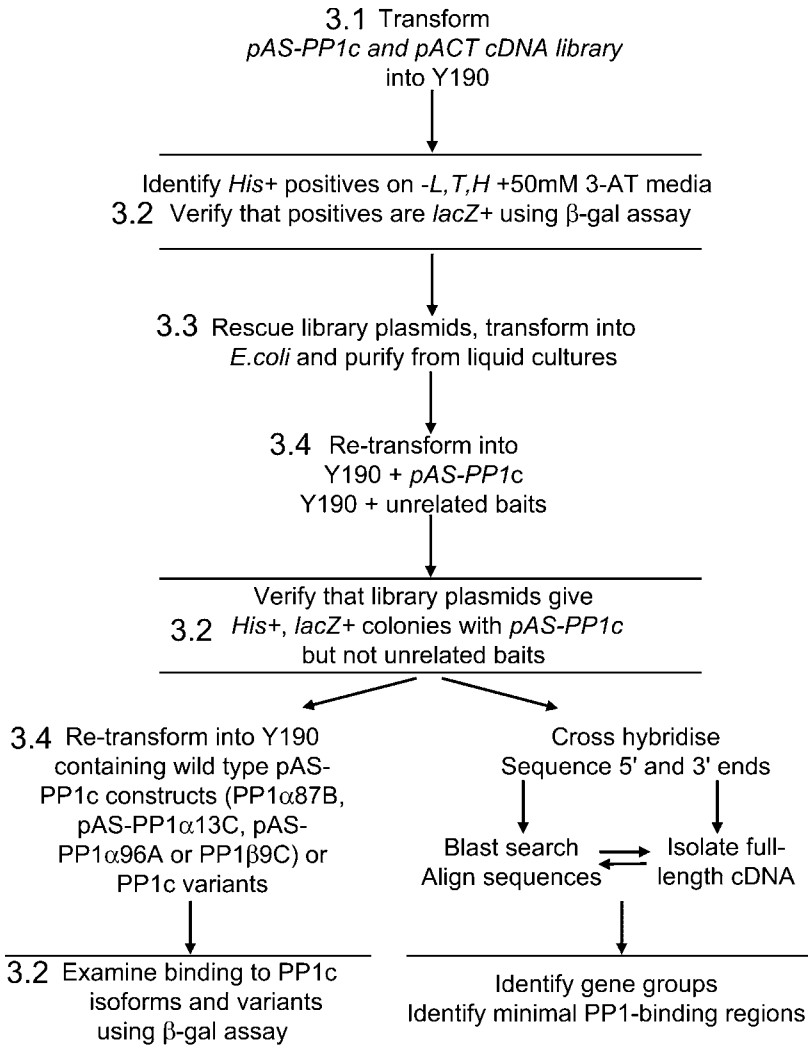 3.1 Transform
pAS-PP1c and pACT cDNA library
into Y190
Identify His+ positives on -L,T,H +50mM 3-AT media
3.2 Verify that positives are lacZ+ using β-gal assay
3.3 Rescue library plasmids, transform into
E.coli and purify from liquid cultures
3.4 Re-transform into
Y190 + pAS-PP1c
Y190 + unrelated baits
Verify that library plasmids give
3.2 His+, lacZ+ colonies with pAS-PP1c
but not unrelated baits
3.4 Re-transform into Y190
containing wild type pAS-
PP1c constructs (PP1α87B,
pAS-PP1α13C, pAS-
PP1α96A or PP1β9C) or
PP1c variants
3.2 Examine binding to PP1c
isoforms and variants
using β-gal assay
Cross hybridise
Sequence 5' and 3' ends
Blast search
Align sequences
Isolate full-
length cDNA
Identify gene groups
Identify minimal PP1-binding regions